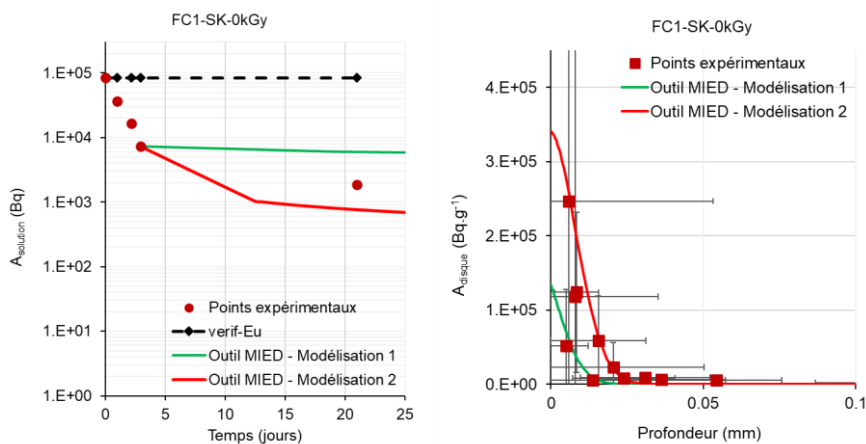 FC1-SK-0kGy
1.E+05
1.E+04
1.E+03
1.E+02
1.E+01
1.E+00
A solution (Bq)
Points expérimentaux
verif-Eu
Outil MIED - Modélisation 1
Outil MIED - Modélisation 2
0 5 10 15 20 25
Temps (jours)
FC1-SK-0kGy
Points expérimentaux
Outil MIED - Modélisation 1
Outil MIED - Modélisation 2
4.E+05
3.E+05
2.E+05
1.E+05
0.E+00
A disque (Bq.g-1)
0 0.05 0.1
Profondeur (mm)